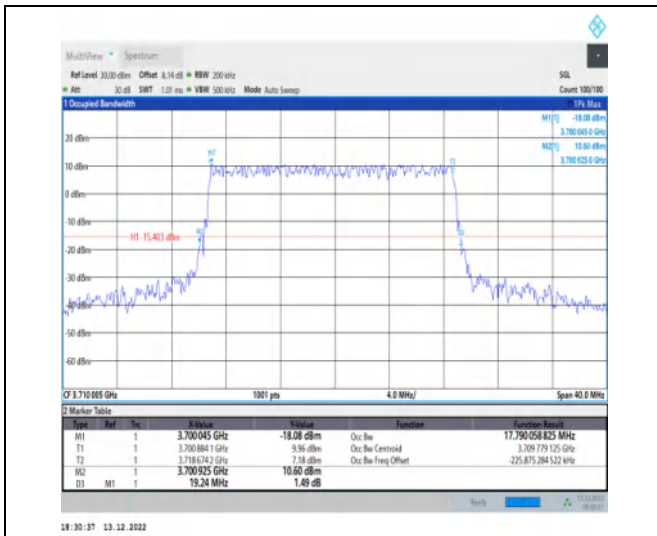 MultiView Spectrum
Ref Level 30.00 dBm Offset 8.14 dB RBW 200 kHz SGL
Att 30 dB SWT 1.01 ms VBW 500 kHz Mode Auto Sweep Count 100/100
1 Occupied Bandwidth 1Pk Max
M1[1] -18.08 dBm
3.700 045 0 GHz
M2[1] 10.60 dBm
3.700 925 0 GHz
20 dBm
10 dBm
0 dBm
-10 dBm
H1 -15.403 dBm
-20 dBm
-30 dBm
-40 dBm
-50 dBm
-60 dBm
M2
T2
M1
D3
CF 3.710 005 GHz 1001 pts 4.0 MHz/ Span 40.0 MHz
2 Marker Table
Type Ref Trc X-Value Y-Value Function Function Result
M1 1 3.700 045 GHz -18.08 dBm Occ Bw 17.790 058 825 MHz
T1 1 3.700 884 1 GHz 9.96 dBm Occ Bw Centroid 3.709 779 125 GHz
T2 1 3.718 674 2 GHz 7.18 dBm Occ Bw Freq Offset -225.875 284 522 kHz
M2 1 3.700 925 GHz 10.60 dBm
D3 M1 1 19.24 MHz 1.49 dB
Ready 13.12.2022
18:30:37 13.12.2022